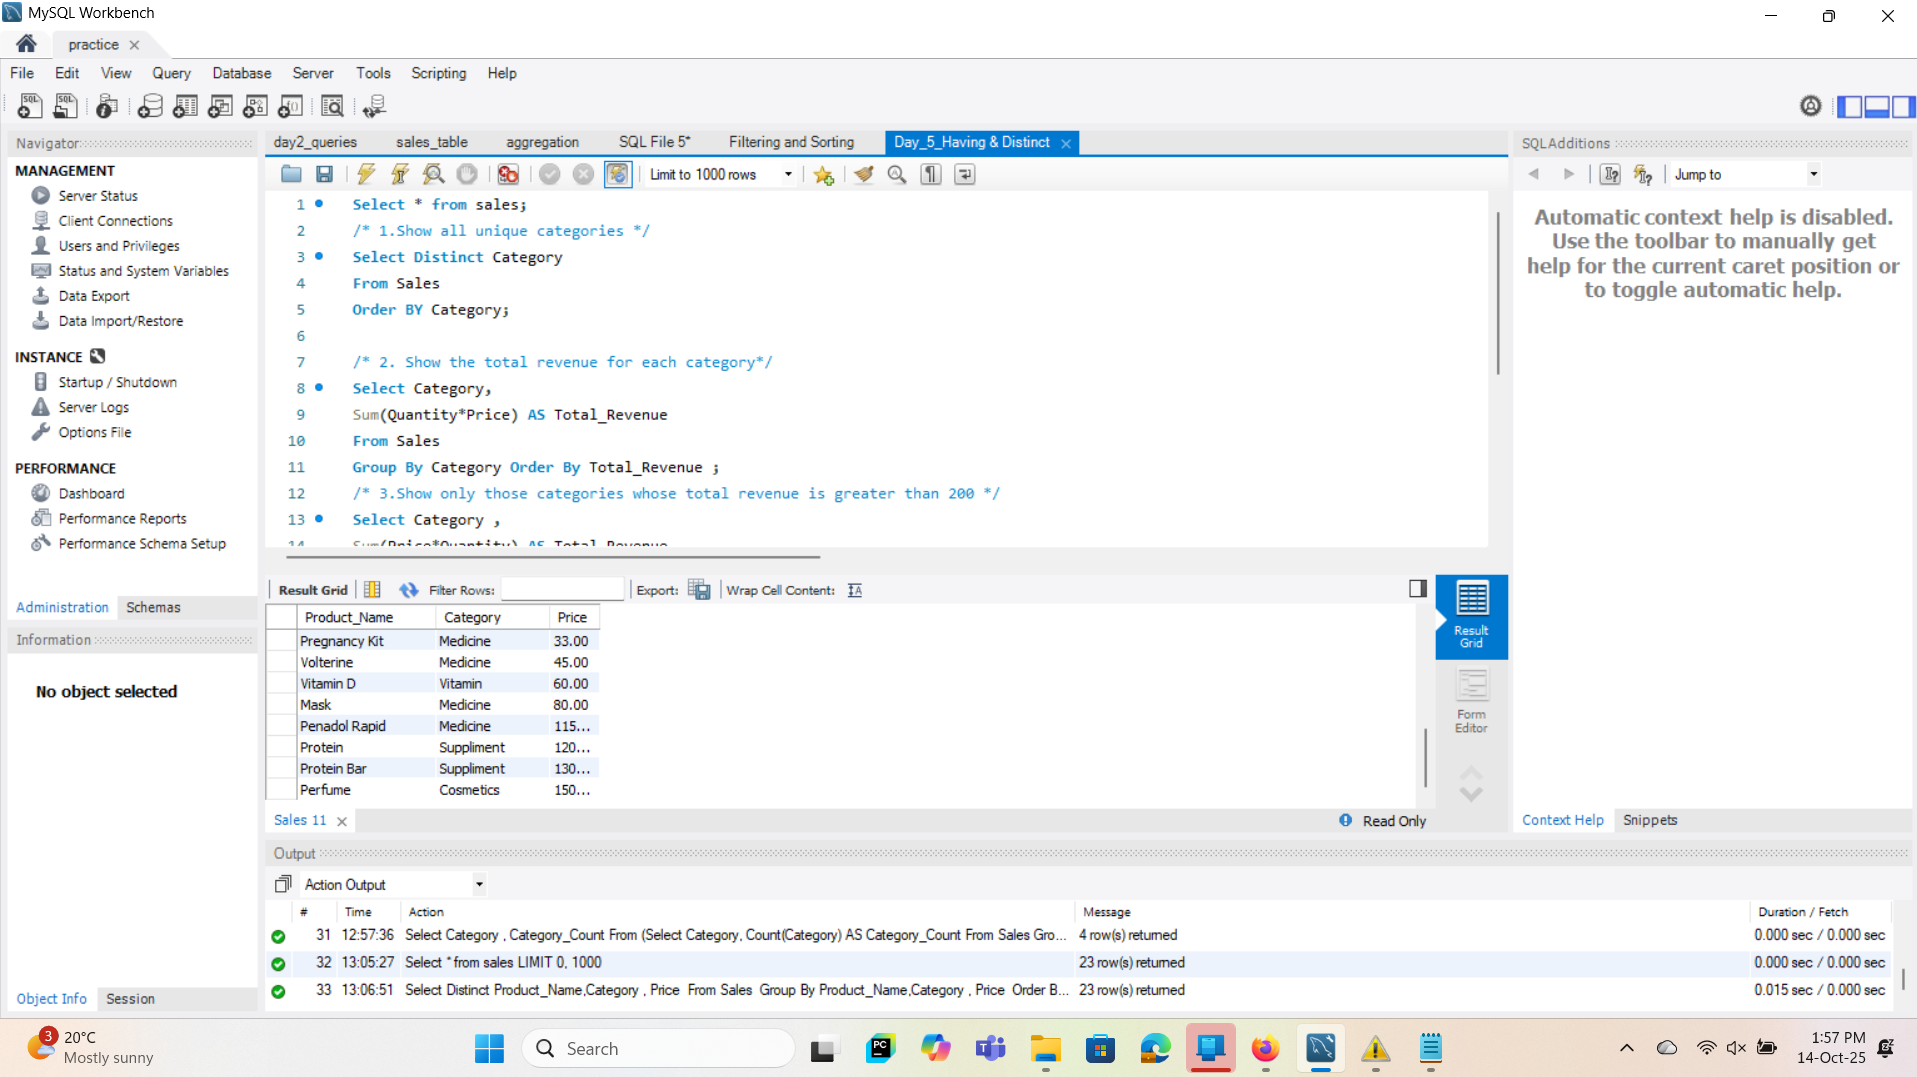 MySQL Workbench
practice
File Edit View Query Database Server Tools Scripting Help
Navigator
MANAGEMENT
Server Status
Client Connections
Users and Privileges
Status and System Variables
Data Export
Data Import/Restore
INSTANCE
Startup / Shutdown
Server Logs
Options File
PERFORMANCE
Dashboard
Performance Reports
Performance Schema Setup
Administration Schemas
Information
No object selected
Object Info Session
day2_queries sales_table aggregation SQL File 5* Filtering and Sorting Day_5_Having & Distinct
Limit to 1000 rows
1 Select * from sales;
2 /* 1.Show all unique categories */
3 Select Distinct Category
4 From Sales
5 Order BY Category;
6
7 /* 2. Show the total revenue for each category*/
8 Select Category,
9 Sum(Quantity*Price) AS Total_Revenue
10 From Sales
11 Group By Category Order By Total_Revenue ;
12 /* 3.Show only those categories whose total revenue is greater than 200 */
13 Select Category ,
14 Sum(Price*Quantity) AS Total_Revenue
Result Grid Filter Rows: Export: Wrap Cell Content:
Product_Name Category Price
Pregnancy Kit Medicine 33.00
Volterine Medicine 45.00
Vitamin D Vitamin 60.00
Mask Medicine 80.00
Penadol Rapid Medicine 115...
Protein Suppliment 120...
Protein Bar Suppliment 130...
Perfume Cosmetics 150...
Result
Grid
Form
Editor
Sales 11 Read Only
SQLAdditions
Jump to
Automatic context help is disabled.
Use the toolbar to manually get
help for the current caret position or
to toggle automatic help.
Context Help Snippets
Output
Action Output
# Time Action Message Duration / Fetch
31 12:57:36 Select Category , Category_Count From (Select Category, Count(Category) AS Category_Count From Sales Gro... 4 row(s) returned 0.000 sec / 0.000 sec
32 13:05:27 Select * from sales LIMIT 0, 1000 23 row(s) returned 0.000 sec / 0.000 sec
33 13:06:51 Select Distinct Product_Name,Category , Price From Sales Group By Product_Name,Category , Price Order B... 23 row(s) returned 0.015 sec / 0.000 sec
3
20°C
Mostly sunny
Search
PC
1:57 PM
14-Oct-25